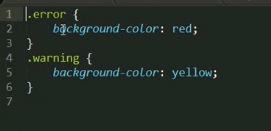 1 .error {
2 background-color: red;
3 }
4 .warning {
5 background-color: yellow;
6 }
7